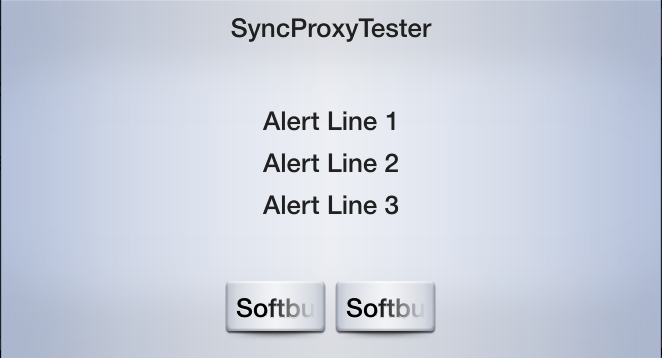 SyncProxyTester
Alert Line 1
Alert Line 2
Alert Line 3
Softbu Softbu